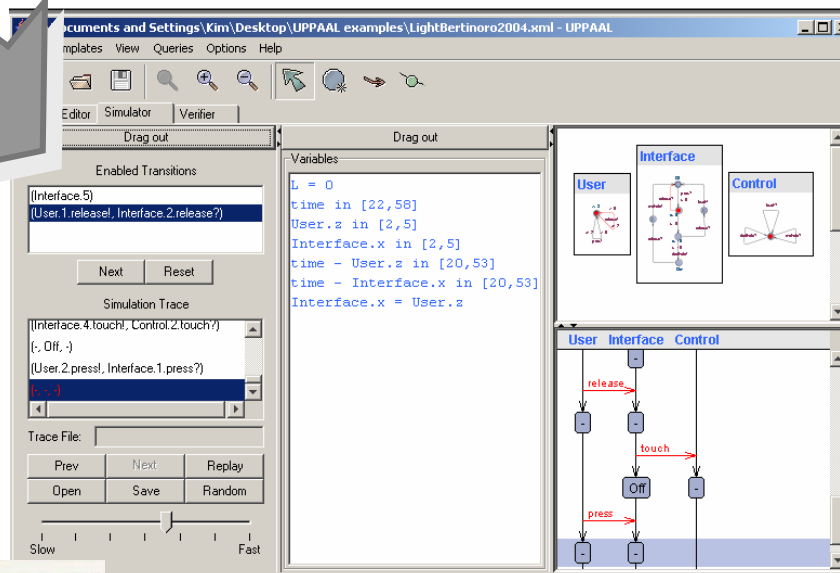 ocuments and Settings\Kim\Desktop\UPPAAL examples\LightBertinoro2004.xml - UPPAAL
mplates View Queries Options Help
Editor Simulator Verifier
Drag out
Enabled Transitions
(Interface.5)
(User.1.release!, Interface.2.release?)
Next Reset
Simulation Trace
(Interface.4.touch!, Control.2.touch?)
(-, Off, -)
(User.2.press!, Interface.1.press?)
(-, -, -)
Trace File:
Prev Next Replay
Open Save Random
Slow Fast
Drag out
Variables
L = 0
time in [22,58]
User.z in [2,5]
Interface.x in [2,5]
time - User.z in [20,53]
time - Interface.x in [20,53]
Interface.x = User.z
User
Interface
Control
User Interface Control
-
release
- -
touch
Off -
press
- -